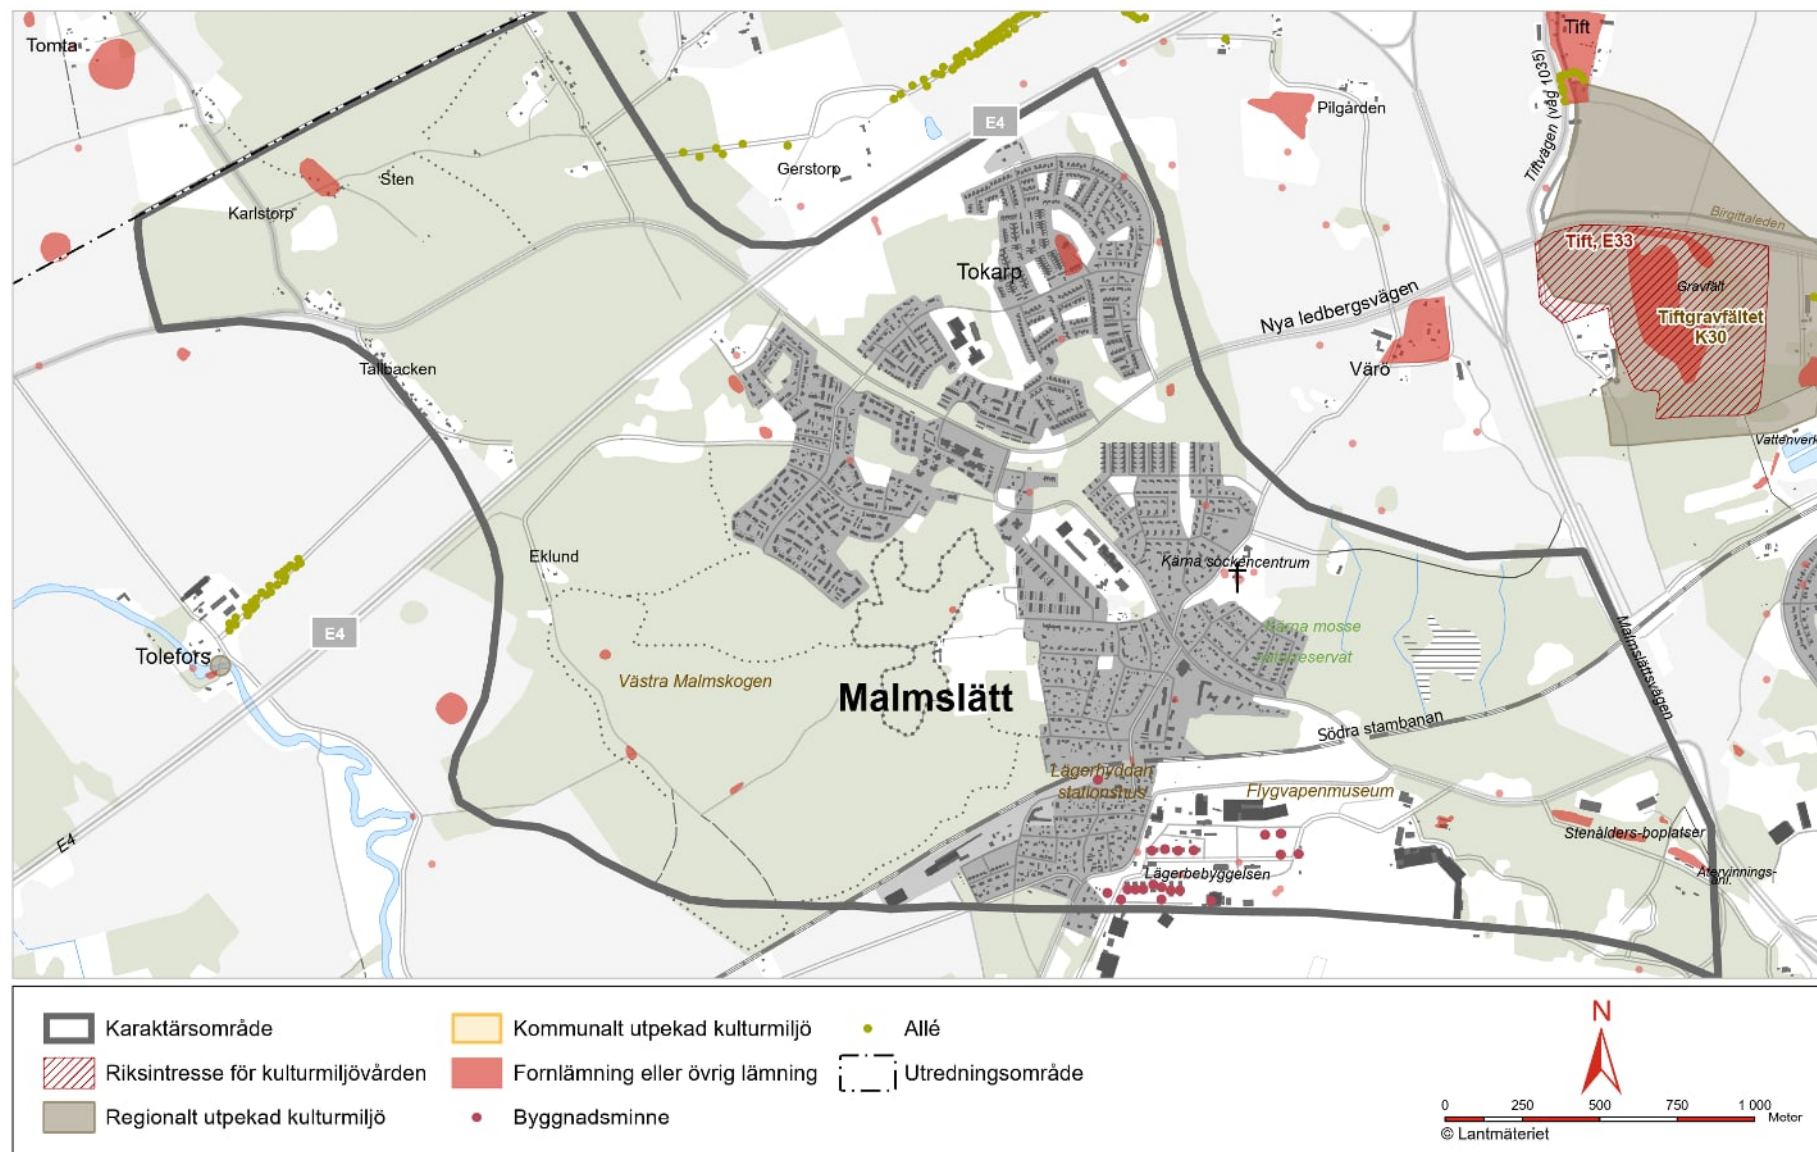 Tomta
Tift
Tiftvägen (väg 1035)
Pilgården
E4
Gerstorp
Sten
Karlstorp
Birgittaleden
Tift, E33
Gravfält
Tokarp
Tiftgravfältet
K30
Nya ledbergsvägen
Värö
Tallbacken
Vattenverk
Eklund
Kärna sockencentrum
E4
Tolefors
Kärna mosse
naturreservat
Malmslättsvägen
Västra Malmskogen
Malmslätt
Södra stambanan
Lägerhyddan
stationshus
Flygvapenmuseum
E4
Stenålders-boplatser
Lägerbebyggelsen
Återvinnings-
anl.
Karaktärsområde
Riksintresse för kulturmiljövården
Regionalt utpekad kulturmiljö
Kommunalt utpekad kulturmiljö
Fornlämning eller övrig lämning
Byggnadsminne
Allé
Utredningsområde
N
0 250 500 750 1 000
Meter
© Lantmäteriet